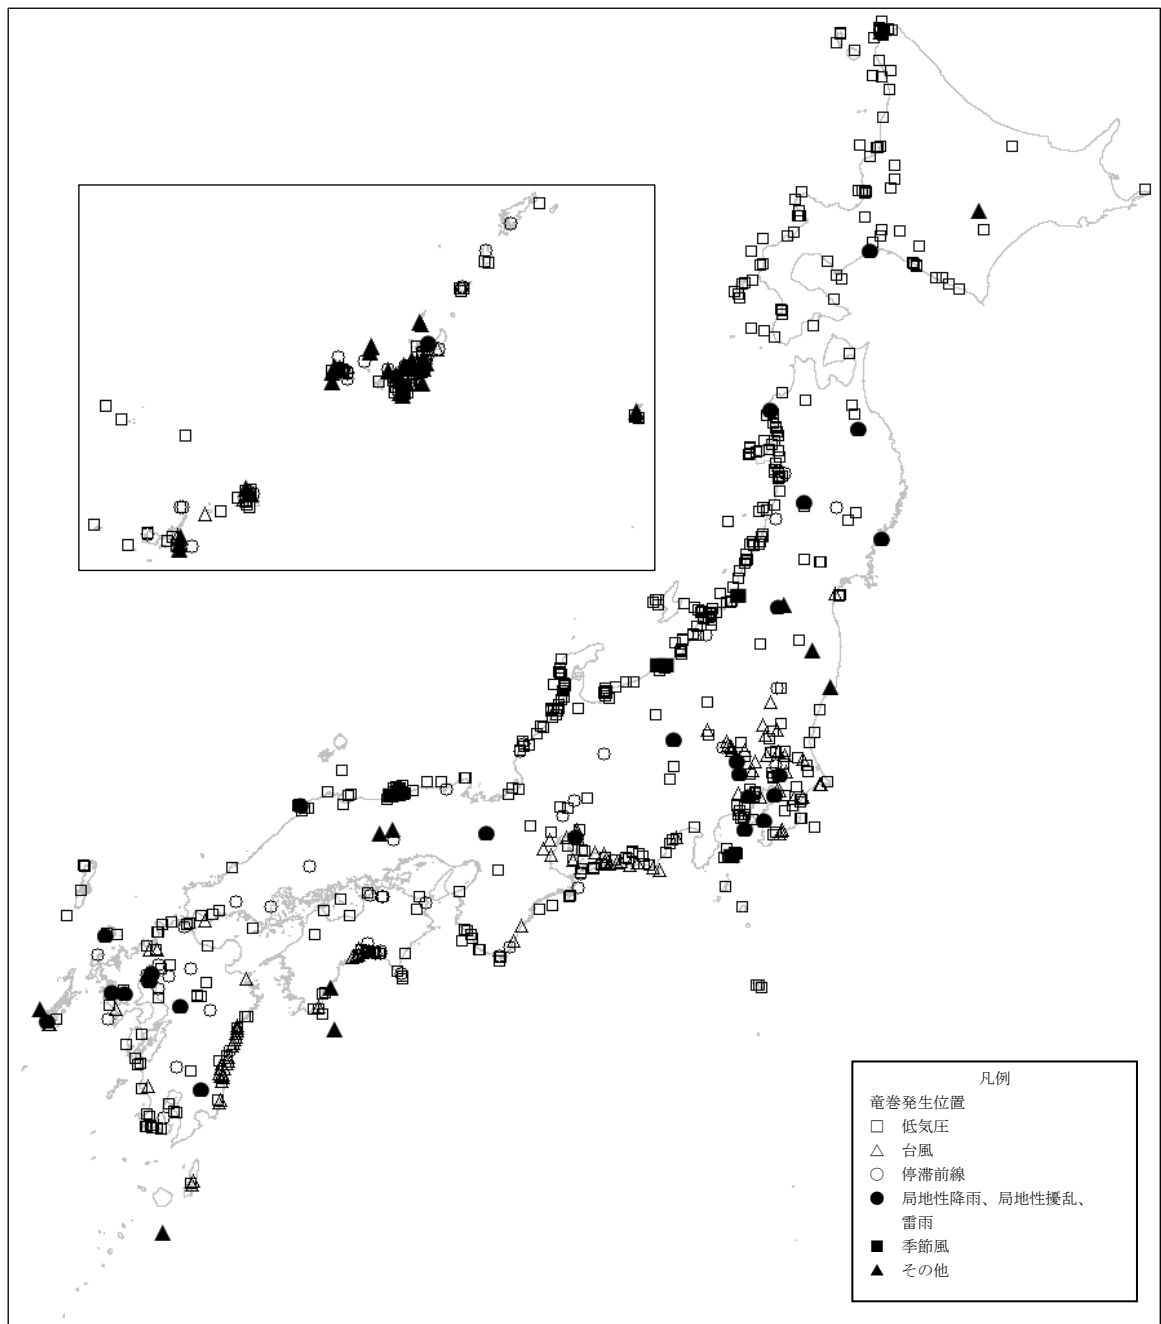 凡例
竜巻発生位置
低気圧
台風
停滞前線
局地性降雨、局地性擾乱、
雷雨
季節風
その他